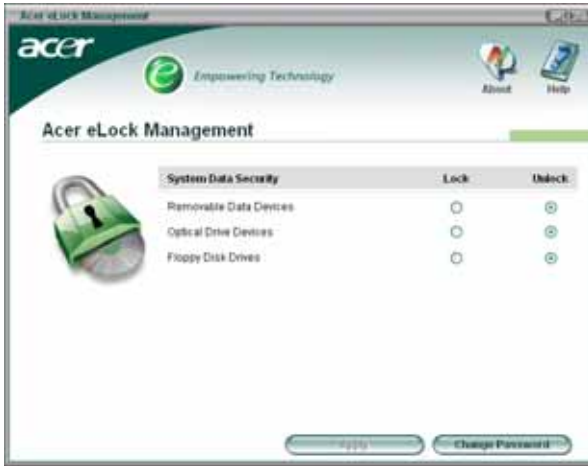 Acer eLock Management
acer
e Empowering Technology
About
Help
Acer eLock Management
System Data Security Lock Unlock
Removable Data Devices
Optical Drive Devices
Floppy Disk Drives
Apply
Change Password